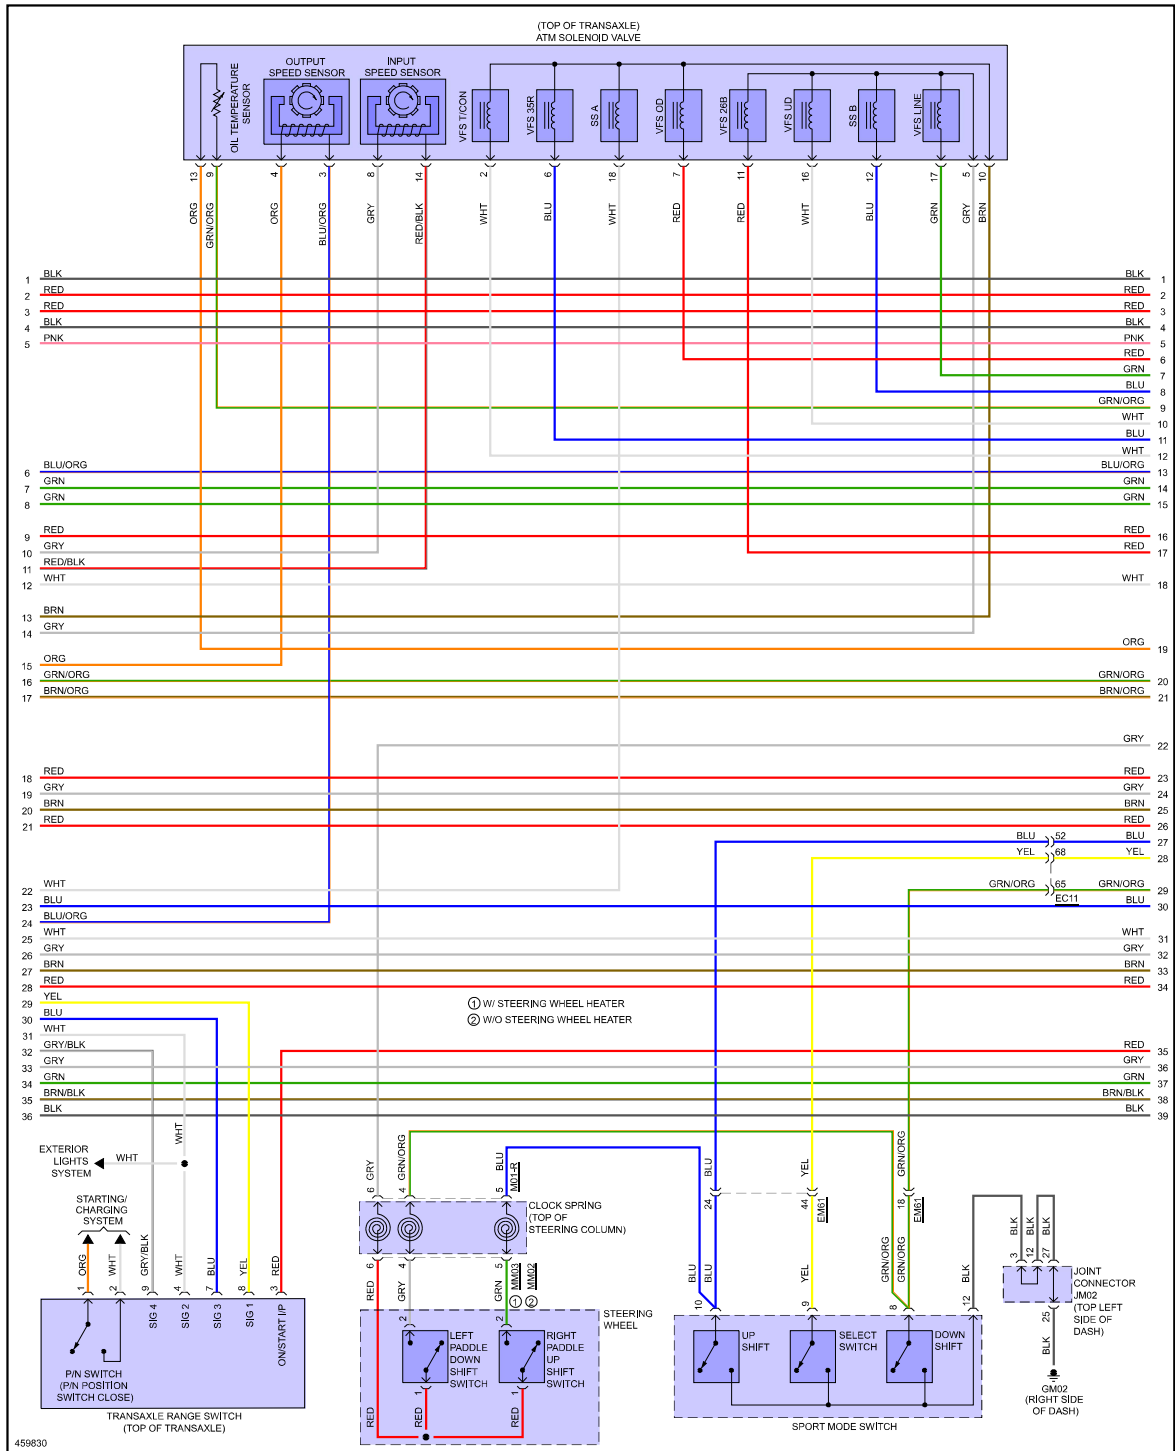 (TOP OF TRANSAXLE)
ATM SOLENOID VALVE
OIL TEMPERATURE
SENSOR
OUTPUT
SPEED SENSOR
INPUT
SPEED SENSOR
VFS T/CON
VFS 35R
SS A
VFS OD
VFS 26B
VFS UD
SS B
VFS LINE
13 9 4 3 8 14 2 6 18 7 11 16 12 17 5 10
ORG GRN/ORG ORG BLU/ORG GRY RED/BLK WHT BLU WHT RED RED WHT BLU GRN GRY BRN
1 BLK BLK 1
2 RED RED 2
3 RED RED 3
4 BLK BLK 4
5 PNK PNK 5
RED 6
GRN 7
BLU 8
GRN/ORG 9
WHT 10
BLU 11
WHT 12
6 BLU/ORG BLU/ORG 13
7 GRN GRN 14
8 GRN GRN 15
9 RED RED 16
10 GRY RED 17
11 RED/BLK
12 WHT WHT 18
13 BRN
14 GRY
ORG 19
15 ORG
16 GRN/ORG GRN/ORG 20
17 BRN/ORG BRN/ORG 21
GRY 22
18 RED RED 23
19 GRY GRY 24
20 BRN BRN 25
21 RED RED 26
BLU 52 BLU 27
YEL 68 YEL 28
22 WHT GRN/ORG 65 GRN/ORG 29
EC11
23 BLU BLU 30
24 BLU/ORG
25 WHT WHT 31
26 GRY GRY 32
27 BRN BRN 33
28 RED RED 34
29 YEL
1 W/ STEERING WHEEL HEATER
30 BLU
2 W/O STEERING WHEEL HEATER
31 WHT
32 GRY/BLK RED 35
33 GRY GRY 36
34 GRN GRN 37
35 BRN/BLK BRN/BLK 38
36 BLK BLK 39
WHT
EXTERIOR
LIGHTS
SYSTEM
WHT
STARTING/
CHARGING
SYSTEM
ORG WHT GRY/BLK WHT BLU YEL RED
1 2 9 4 7 8 3
SIG 4
SIG 2
SIG 3
SIG 1
ON/START I/P
P/N SWITCH
(P/N POSITION
SWITCH CLOSE)
TRANSAXLE RANGE SWITCH
(TOP OF TRANSAXLE)
GRY GRN/ORG BLU
6 4 5 M01-R
CLOCK SPRING
(TOP OF
STEERING COLUMN)
6 4 5
RED GRY GRN
MM03 MM02
1 2
STEERING
WHEEL
2 2
LEFT
PADDLE
DOWN
SHIFT
SWITCH
RIGHT
PADDLE
UP
SHIFT
SWITCH
1 1
RED RED RED
BLU YEL GRN/ORG
24 44 EM61 18 EM61
BLU BLU YEL GRN/ORG GRN/ORG BLK
10 9 8 12
UP
SHIFT
SELECT
SWITCH
DOWN
SHIFT
SPORT MODE SWITCH
BLK BLK BLK
3 12 27
JOINT
CONNECTOR
JM02
(TOP LEFT
SIDE OF
DASH)
25
BLK
GM02
(RIGHT SIDE
OF DASH)
459830